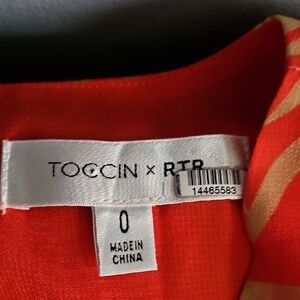 TOCCIN × RTR
14465583
0
MADE IN
CHINA